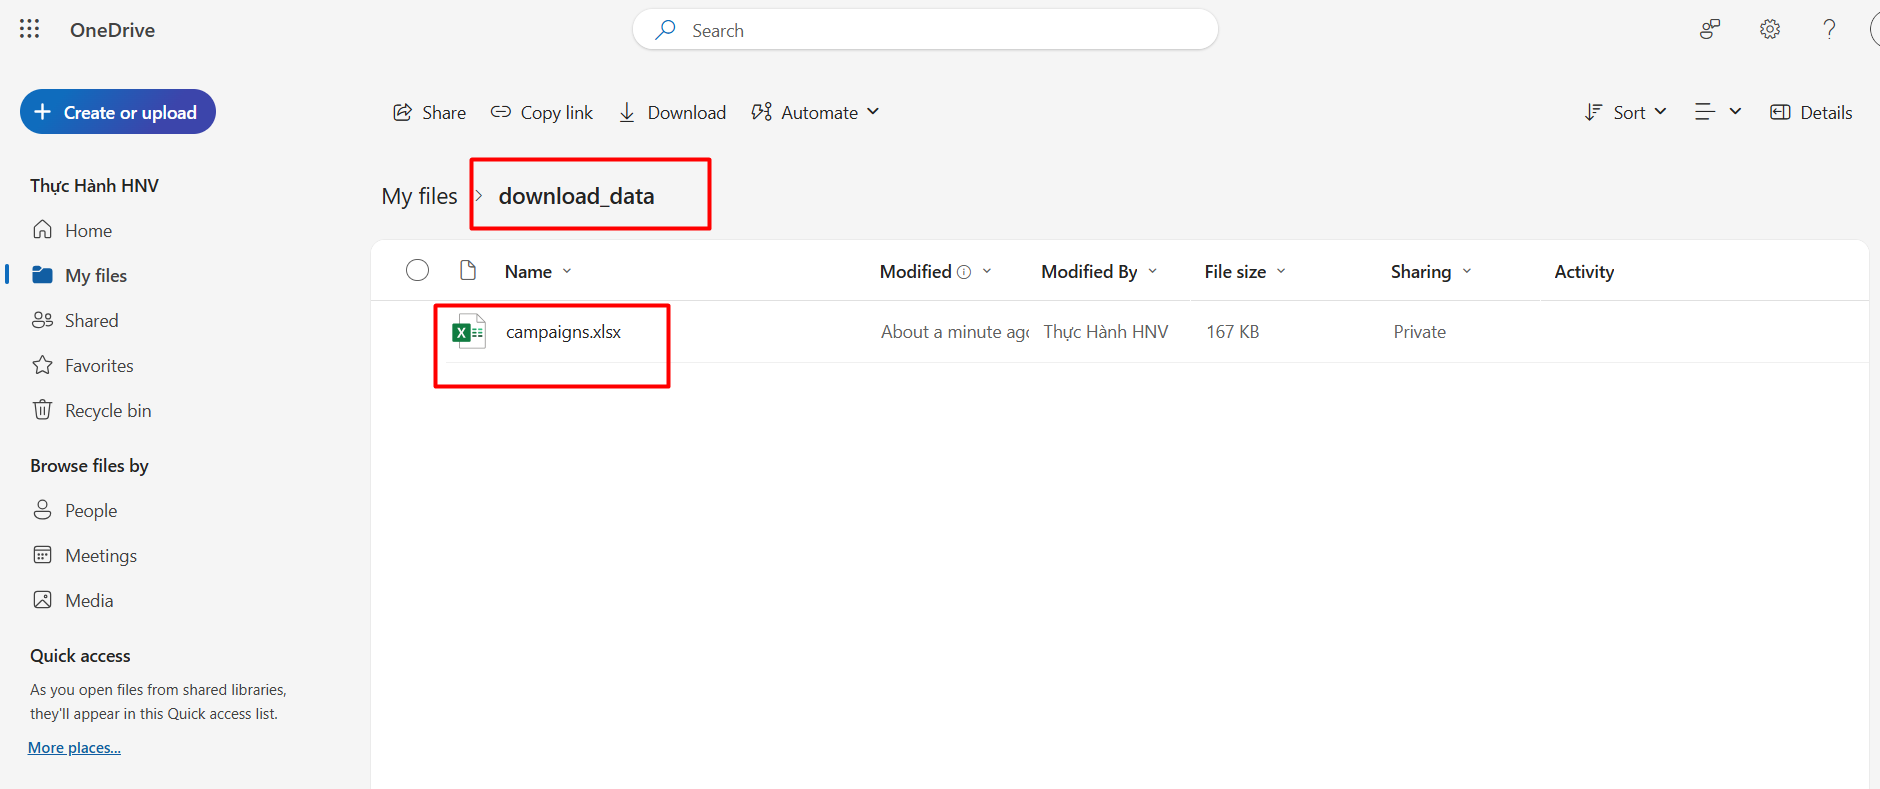 OneDrive
Search
Create or upload
Share
Copy link
Download
Automate
Sort
Details
Thực Hành HNV
Home
My files
Shared
Favorites
Recycle bin
Browse files by
People
Meetings
Media
Quick access
As you open files from shared libraries,
they'll appear in this Quick access list.
More places...
My files > download_data
Name Modified Modified By File size Sharing Activity
campaigns.xlsx About a minute ago Thực Hành HNV 167 KB Private